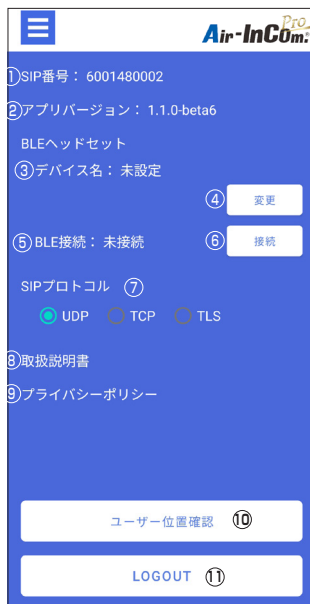 Air-InCom. Pro
①SIP番号： 6001480002
②アプリバージョン： 1.1.0-beta6
BLEヘッドセット
③デバイス名： 未設定
④ 変更
⑤BLE接続： 未接続 ⑥ 接続
SIPプロトコル ⑦
UDP TCP TLS
⑧取扱説明書
⑨プライバシーポリシー
ユーザー位置確認 ⑩
LOGOUT ⑪